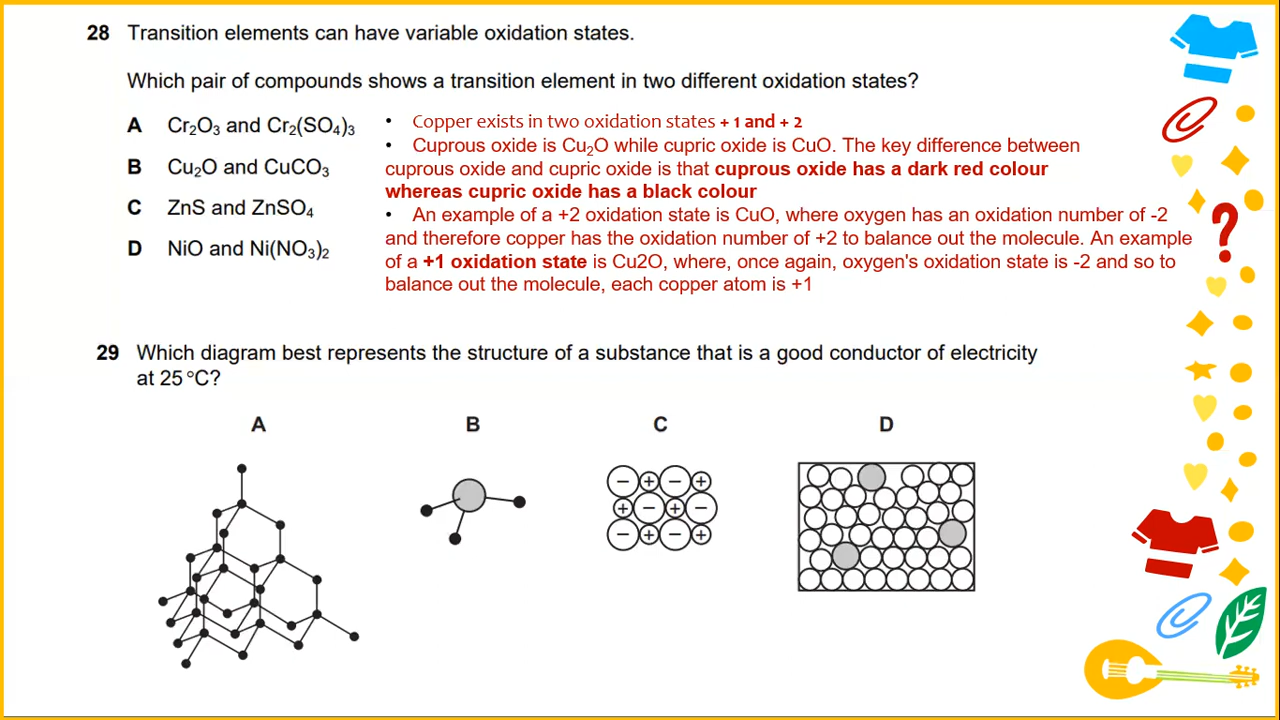 28 Transition elements can have variable oxidation states.
Which pair of compounds shows a transition element in two different oxidation states?
A Cr₂O₃ and Cr₂(SO₄)₃
B Cu₂O and CuCO₃
C ZnS and ZnSO₄
D NiO and Ni(NO₃)₂
• Copper exists in two oxidation states + 1 and + 2
• Cuprous oxide is Cu₂O while cupric oxide is CuO. The key difference between
cuprous oxide and cupric oxide is that cuprous oxide has a dark red colour
whereas cupric oxide has a black colour
• An example of a +2 oxidation state is CuO, where oxygen has an oxidation number of -2
and therefore copper has the oxidation number of +2 to balance out the molecule. An example
of a +1 oxidation state is Cu2O, where, once again, oxygen's oxidation state is -2 and so to
balance out the molecule, each copper atom is +1
29 Which diagram best represents the structure of a substance that is a good conductor of electricity
at 25 °C?
A B C D
− + − +
+ − + −
− + − +
?